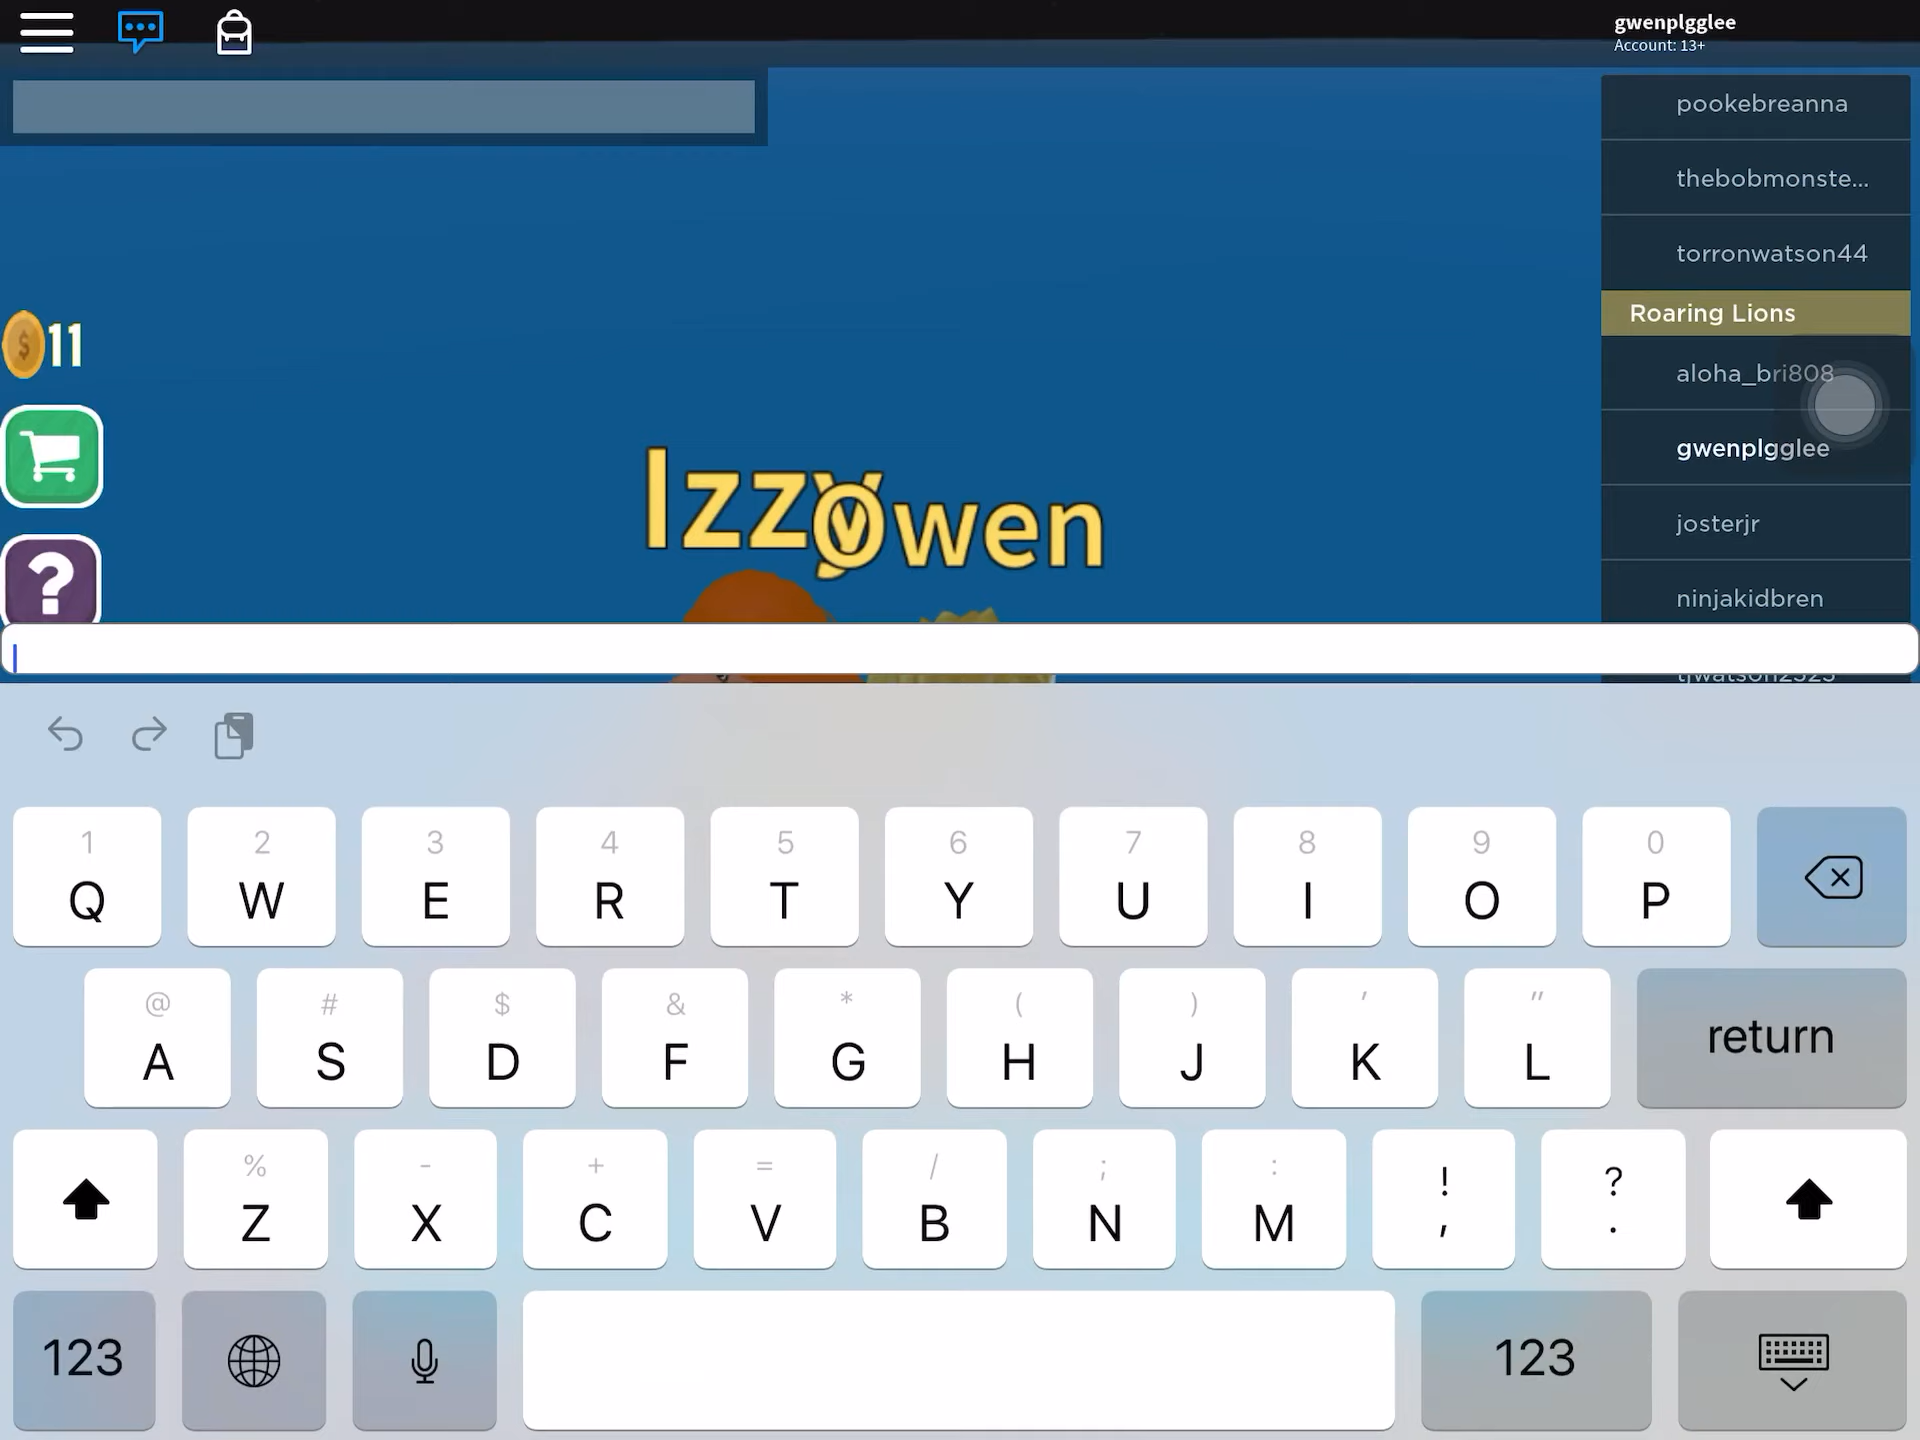 gwenplgglee
Account: 13+
pookebreanna
thebobmonste...
torronwatson44
Roaring Lions
aloha_bri808
gwenplgglee
josterjr
ninjakidbren
tjwatson2323
11
?
Izzy
Owen
1 2 3 4 5 6 7 8 9 0
Q W E R T Y U I O P
@ # $ & * ( ) ' "
A S D F G H J K L return
% - + = / ; : ! ?
Z X C V B N M , .
123 123